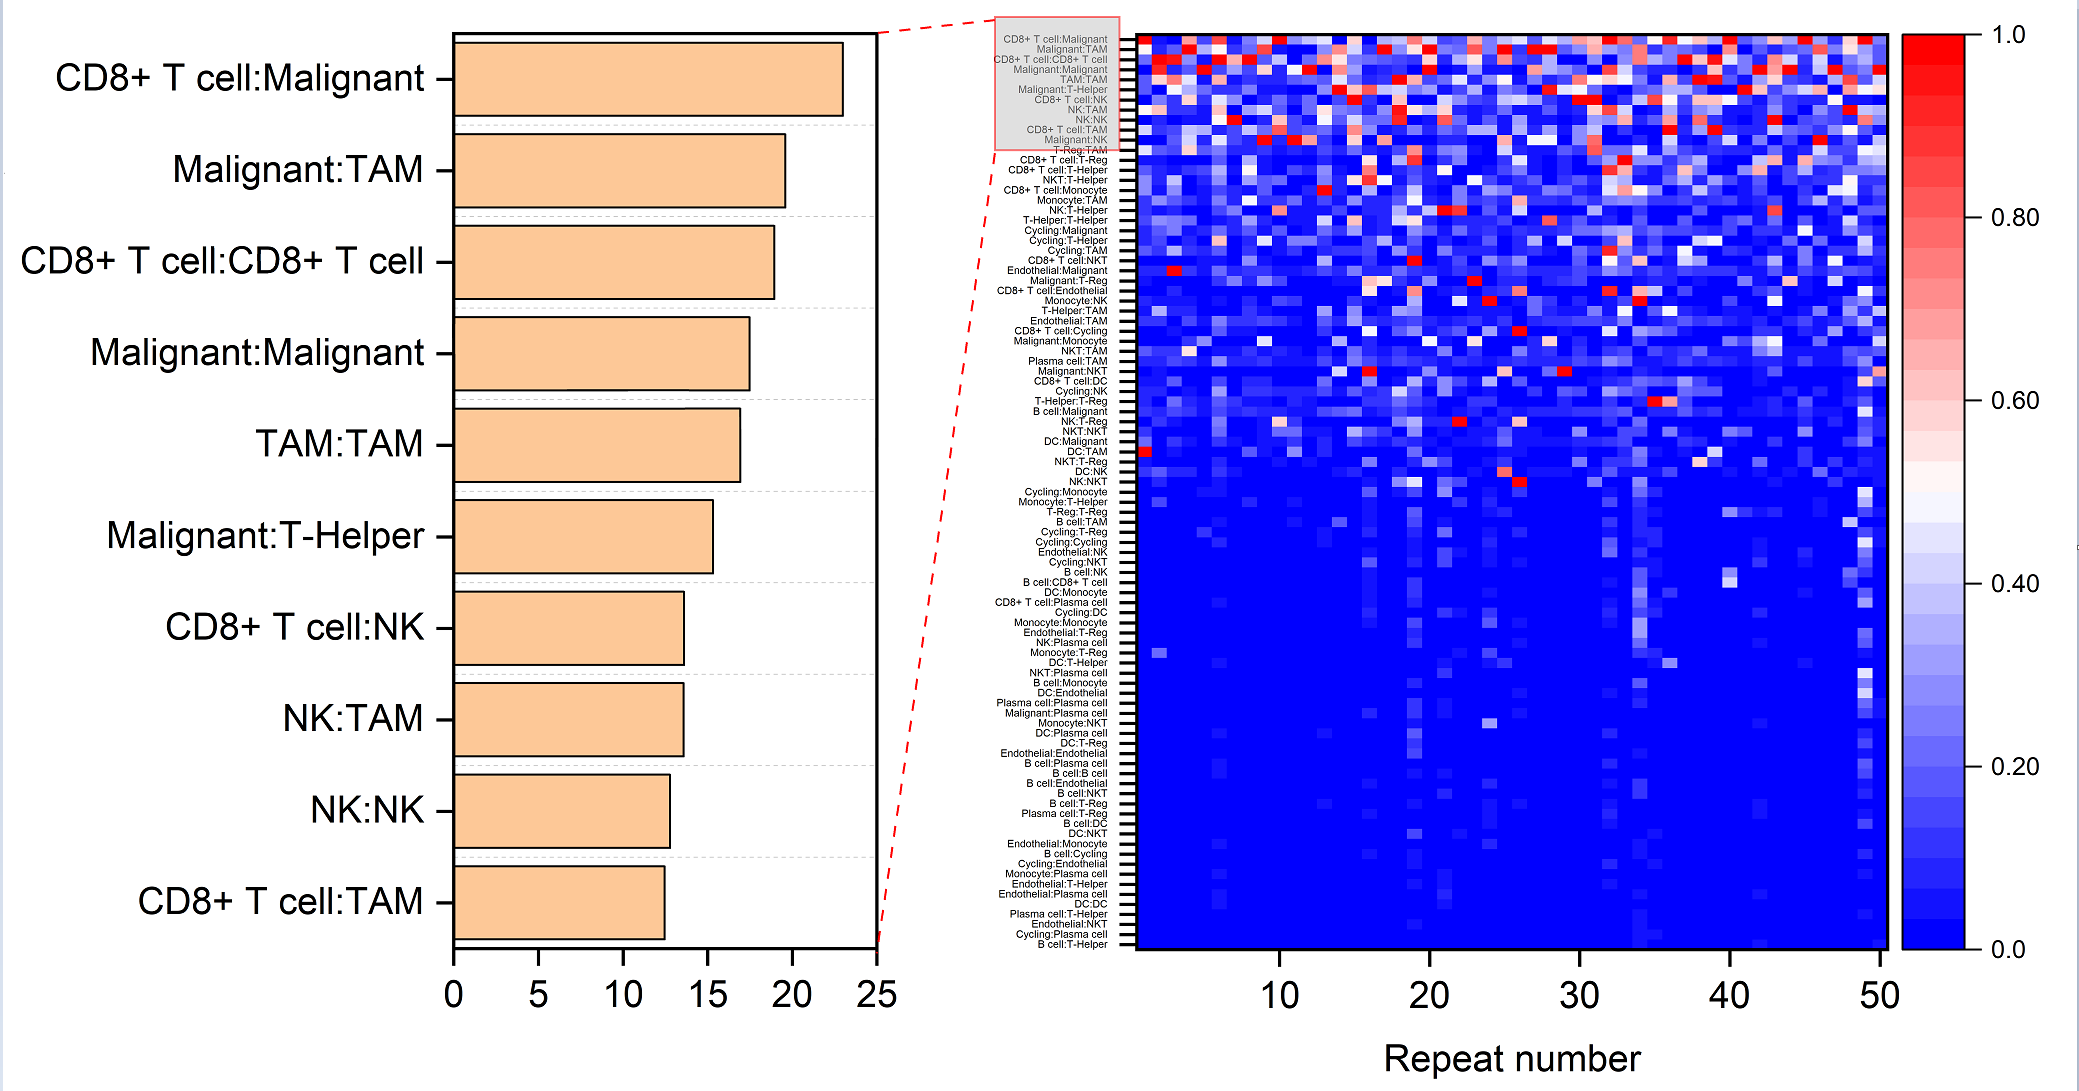 CD8+ T cell:Malignant
Malignant:TAM
CD8+ T cell:CD8+ T cell
Malignant:Malignant
TAM:TAM
Malignant:T-Helper
CD8+ T cell:NK
NK:TAM
NK:NK
CD8+ T cell:TAM
0 5 10 15 20 25
CD8+ T cell:Malignant
Malignant:TAM
CD8+ T cell:CD8+ T cell
Malignant:Malignant
TAM:TAM
Malignant:T-Helper
CD8+ T cell:NK
NK:TAM
NK:NK
CD8+ T cell:TAM
Malignant:NK
T-Reg:TAM
CD8+ T cell:T-Reg
CD8+ T cell:T-Helper
NKT:T-Helper
CD8+ T cell:Monocyte
Monocyte:TAM
NK:T-Helper
T-Helper:T-Helper
Cycling:Malignant
Cycling:T-Helper
Cycling:TAM
CD8+ T cell:NKT
Endothelial:Malignant
Malignant:T-Reg
CD8+ T cell:Endothelial
Monocyte:NK
T-Helper:TAM
Endothelial:TAM
CD8+ T cell:Cycling
Malignant:Monocyte
NKT:TAM
Plasma cell:TAM
Malignant:NKT
CD8+ T cell:DC
Cycling:NK
T-Helper:T-Reg
B cell:Malignant
NK:T-Reg
NKT:NKT
DC:Malignant
DC:TAM
NKT:T-Reg
DC:NK
NK:NKT
Cycling:Monocyte
Monocyte:T-Helper
T-Reg:T-Reg
B cell:TAM
Cycling:T-Reg
Cycling:Cycling
Endothelial:NK
Cycling:NKT
B cell:NK
B cell:CD8+ T cell
DC:Monocyte
CD8+ T cell:Plasma cell
Cycling:DC
Monocyte:Monocyte
Endothelial:T-Reg
NK:Plasma cell
Monocyte:T-Reg
DC:T-Helper
NKT:Plasma cell
B cell:Monocyte
DC:Endothelial
Plasma cell:Plasma cell
Malignant:Plasma cell
Monocyte:NKT
DC:Plasma cell
DC:T-Reg
Endothelial:Endothelial
B cell:Plasma cell
B cell:B cell
B cell:Endothelial
B cell:NKT
B cell:T-Reg
Plasma cell:T-Reg
B cell:DC
DC:NKT
Endothelial:Monocyte
B cell:Cycling
Cycling:Endothelial
Monocyte:Plasma cell
Endothelial:T-Helper
Endothelial:Plasma cell
DC:DC
Plasma cell:T-Helper
Endothelial:NKT
Cycling:Plasma cell
B cell:T-Helper
10 20 30 40 50
Repeat number
1.0
0.80
0.60
0.40
0.20
0.0